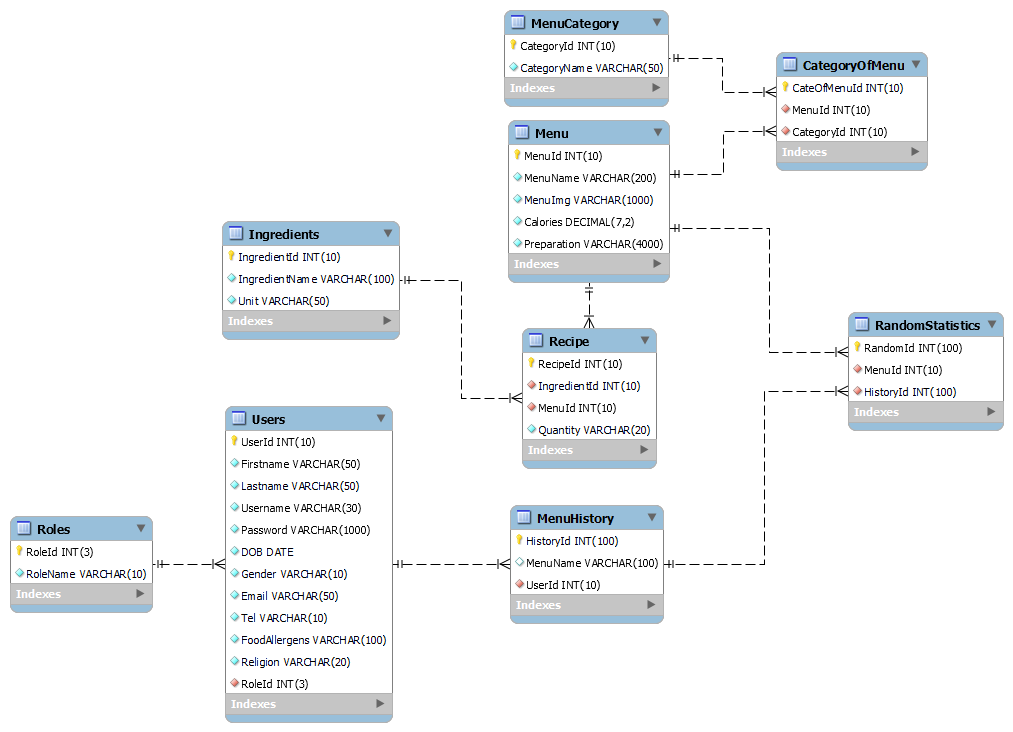 MenuCategory
CategoryId INT(10)
CategoryName VARCHAR(50)
Indexes
CategoryOfMenu
CateOfMenuId INT(10)
MenuId INT(10)
CategoryId INT(10)
Indexes
Menu
MenuId INT(10)
MenuName VARCHAR(200)
MenuImg VARCHAR(1000)
Calories DECIMAL(7,2)
Preparation VARCHAR(4000)
Indexes
Ingredients
IngredientId INT(10)
IngredientName VARCHAR(100)
Unit VARCHAR(50)
Indexes
RandomStatistics
RandomId INT(100)
MenuId INT(10)
HistoryId INT(100)
Indexes
Recipe
RecipeId INT(10)
IngredientId INT(10)
MenuId INT(10)
Quantity VARCHAR(20)
Indexes
Users
UserId INT(10)
Firstname VARCHAR(50)
Lastname VARCHAR(50)
Username VARCHAR(30)
Password VARCHAR(1000)
DOB DATE
Gender VARCHAR(10)
Email VARCHAR(50)
Tel VARCHAR(10)
FoodAllergens VARCHAR(100)
Religion VARCHAR(20)
RoleId INT(3)
Indexes
Roles
RoleId INT(3)
RoleName VARCHAR(10)
Indexes
MenuHistory
HistoryId INT(100)
MenuName VARCHAR(100)
UserId INT(10)
Indexes